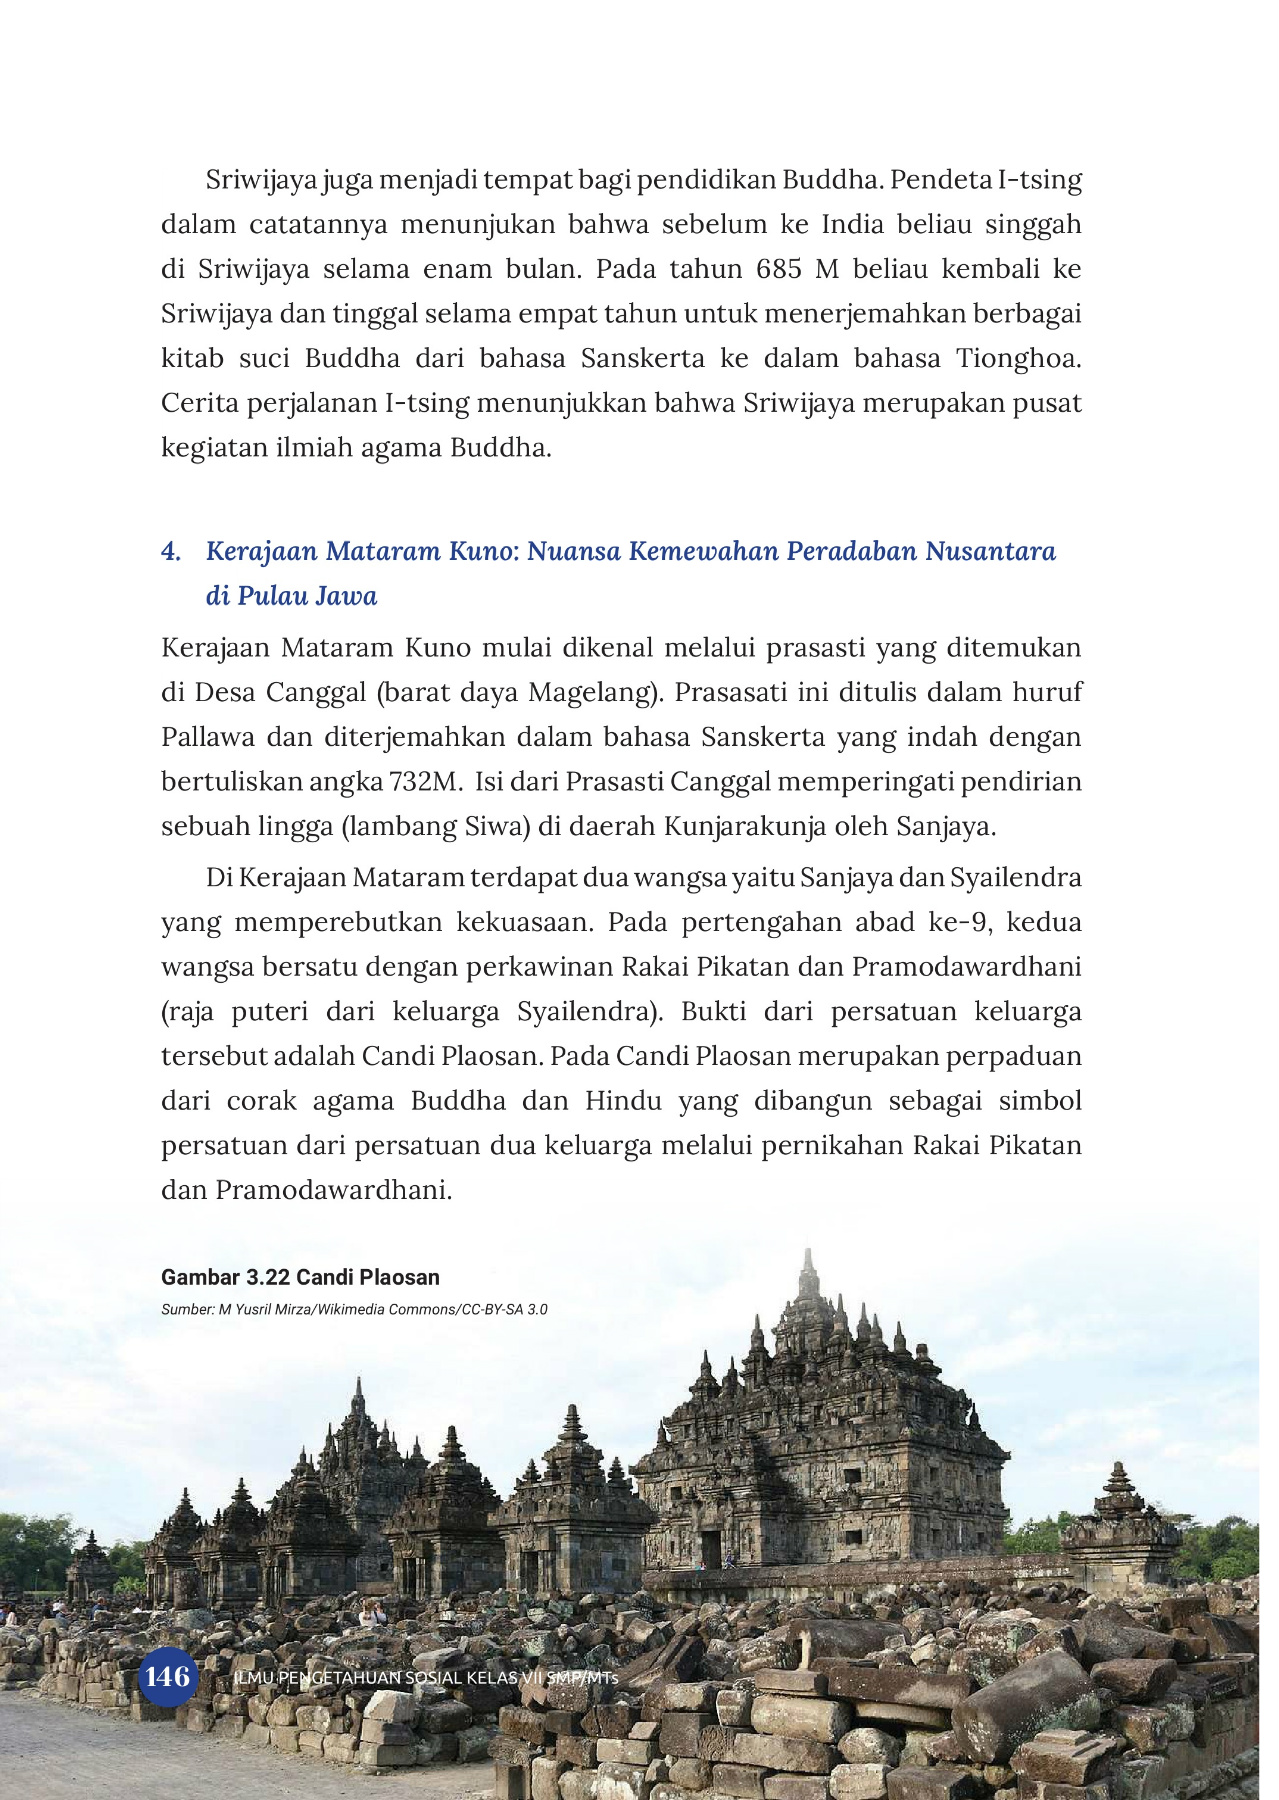 Sriwijaya juga menjadi tempat bagi pendidikan Buddha. Pendeta I-tsing
dalam catatannya menunjukan bahwa sebelum ke India beliau singgah
di Sriwijaya selama enam bulan. Pada tahun 685 M beliau kembali ke
Sriwijaya dan tinggal selama empat tahun untuk menerjemahkan berbagai
kitab suci Buddha dari bahasa Sanskerta ke dalam bahasa Tionghoa.
Cerita perjalanan I-tsing menunjukkan bahwa Sriwijaya merupakan pusat
kegiatan ilmiah agama Buddha.
4. Kerajaan Mataram Kuno: Nuansa Kemewahan Peradaban Nusantara
di Pulau Jawa
Kerajaan Mataram Kuno mulai dikenal melalui prasasti yang ditemukan
di Desa Canggal (barat daya Magelang). Prasasati ini ditulis dalam huruf
Pallawa dan diterjemahkan dalam bahasa Sanskerta yang indah dengan
bertuliskan angka 732M. Isi dari Prasasti Canggal memperingati pendirian
sebuah lingga (lambang Siwa) di daerah Kunjarakunja oleh Sanjaya.
Di Kerajaan Mataram terdapat dua wangsa yaitu Sanjaya dan Syailendra
yang memperebutkan kekuasaan. Pada pertengahan abad ke-9, kedua
wangsa bersatu dengan perkawinan Rakai Pikatan dan Pramodawardhani
(raja puteri dari keluarga Syailendra). Bukti dari persatuan keluarga
tersebut adalah Candi Plaosan. Pada Candi Plaosan merupakan perpaduan
dari corak agama Buddha dan Hindu yang dibangun sebagai simbol
persatuan dari persatuan dua keluarga melalui pernikahan Rakai Pikatan
dan Pramodawardhani.
Gambar 3.22 Candi Plaosan
Sumber: M Yusril Mirza/Wikimedia Commons/CC-BY-SA 3.0
146 ILMU PENGETAHUAN SOSIAL KELAS VII SMP/MTs